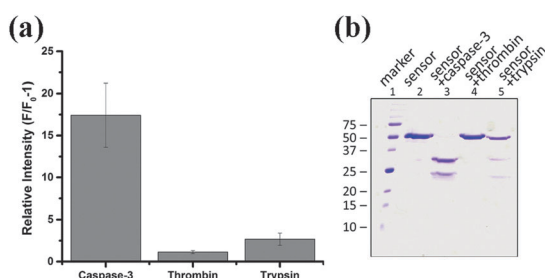 (a)
Relative Intensity (F/F₀-1)
25
20
15
10
5
0
Caspase-3 Thrombin Trypsin
(b)
marker
sensor
sensor
+caspase-3
sensor
+thrombin
sensor
+trypsin
1 2 3 4 5
75
50
37
25
20
15
10